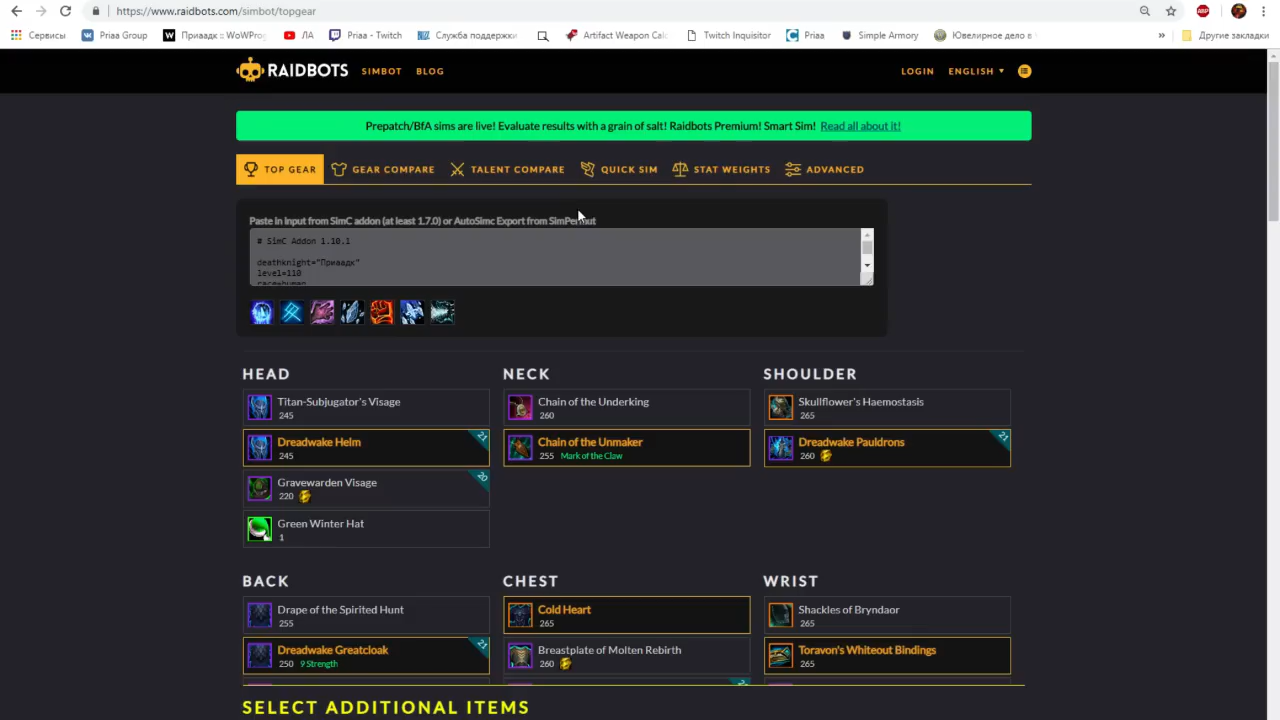 https://www.raidbots.com/simbot/topgear
Сервисы Priaa Group Приаадк :: WoWProg ЛА Priaa - Twitch Служба поддержки Artifact Weapon Calc Twitch Inquisitor Priaa Simple Armory Ювелирное дело в » Другие закладки
RAIDBOTS SIMBOT BLOG LOGIN ENGLISH
Prepatch/BfA sims are live! Evaluate results with a grain of salt! Raidbots Premium! Smart Sim! Read all about it!
TOP GEAR GEAR COMPARE TALENT COMPARE QUICK SIM STAT WEIGHTS ADVANCED
Paste in input from SimC addon (at least 1.7.0) or AutoSimc Export from SimPermut
# SimC Addon 1.10.1
deathknight="Приаадк"
level=110
race=human
HEAD NECK SHOULDER
Titan-Subjugator's Visage Chain of the Underking Skullflower's Haemostasis
245 260 265
Dreadwake Helm 21 Chain of the Unmaker Dreadwake Pauldrons 21
245 255 Mark of the Claw 260
Gravewarden Visage 20
220
Green Winter Hat
1
BACK CHEST WRIST
Drape of the Spirited Hunt Cold Heart Shackles of Bryndaor
255 265 265
Dreadwake Greatcloak 21 Breastplate of Molten Rebirth Toravon's Whiteout Bindings
250 9 Strength 260 265
SELECT ADDITIONAL ITEMS